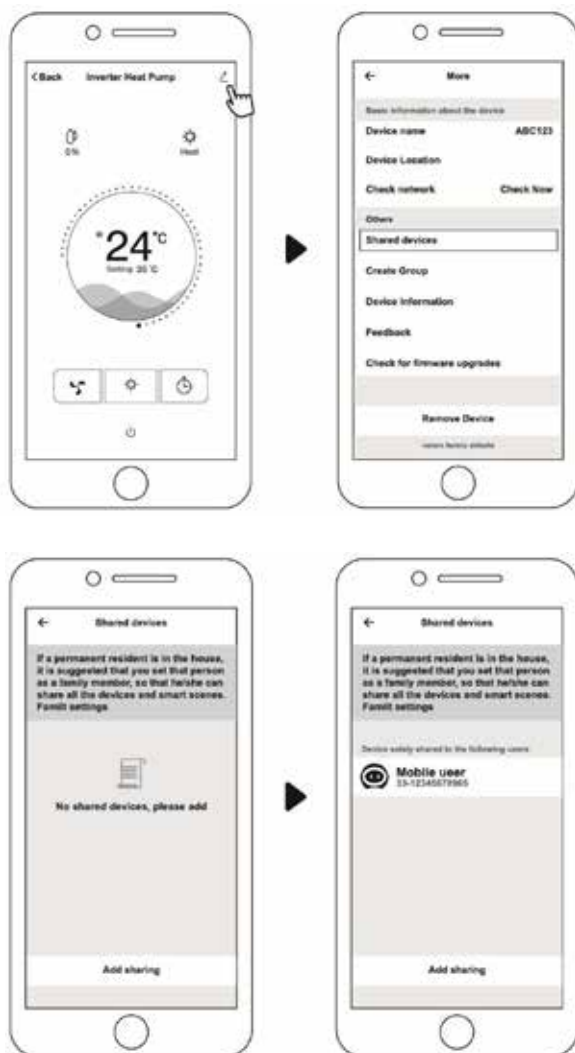 < Back Inverter Heat Pump
0% Heat
24°C
Setting 25 °C
← More
Basic information about the device
Device name ABC123
Device Location
Check network Check Now
Others
Shared devices
Create Group
Device Information
Feedback
Check for firmware upgrades
Remove Device
← Shared devices
If a permanent resident is in the house,
it is suggested that you set that person
as a family member, so that he/she can
share all the devices and smart scenes.
Familt settings
No shared devices, please add
Add sharing
← Shared devices
If a permanent resident is in the house,
it is suggested that you set that person
as a family member, so that he/she can
share all the devices and smart scenes.
Familt settings
Device solely shared to the following users
Mobile user
Add sharing